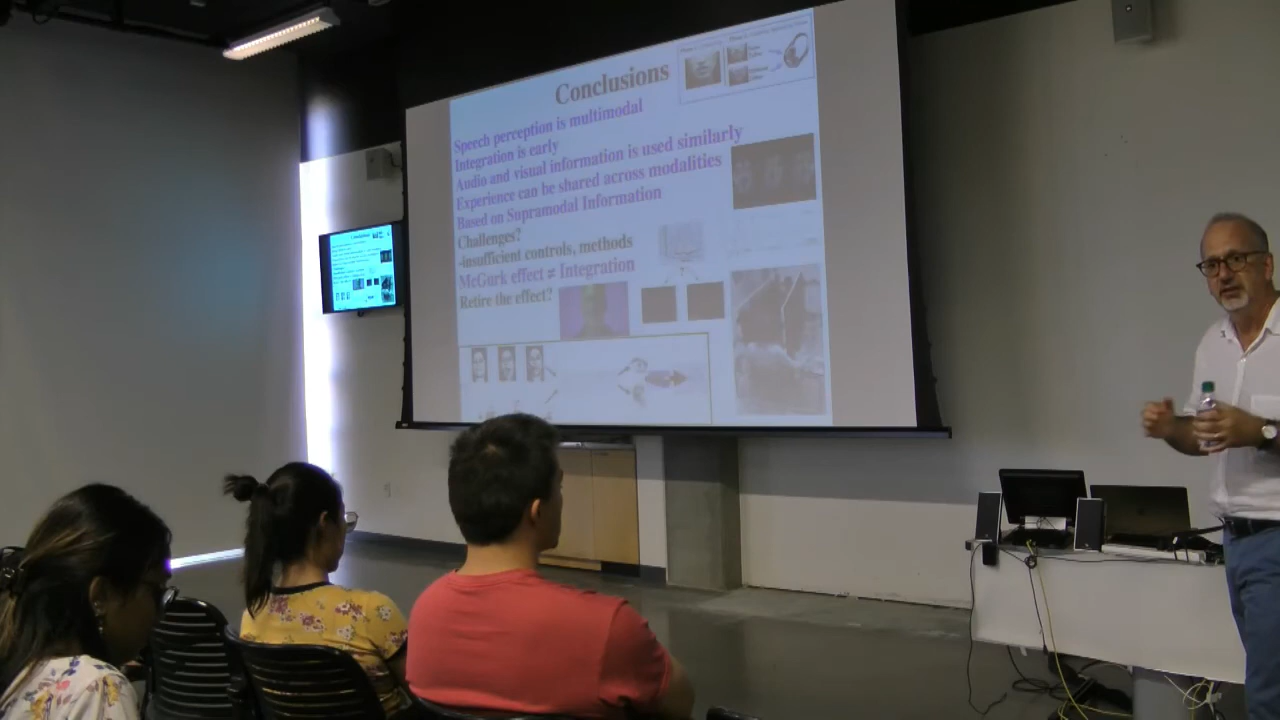 Conclusions
Speech perception is multimodal
Integration is early
Audio and visual information is used similarly
Experience can be shared across modalities
Based on Supramodal Information
Challenges?
-insufficient controls, methods
McGurk effect ≠ Integration
Retire the effect?
Conclusions